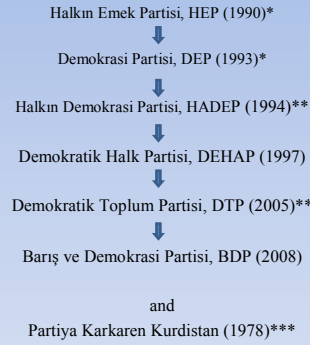 Halkın Emek Partisi, HEP (1990)*
Demokrasi Partisi, DEP (1993)*
Halkın Demokrasi Partisi, HADEP (1994)**
Demokratik Halk Partisi, DEHAP (1997)
Demokratik Toplum Partisi, DTP (2005)**
Barış ve Demokrasi Partisi, BDP (2008)
and
Partiya Karkaren Kurdistan (1978)***